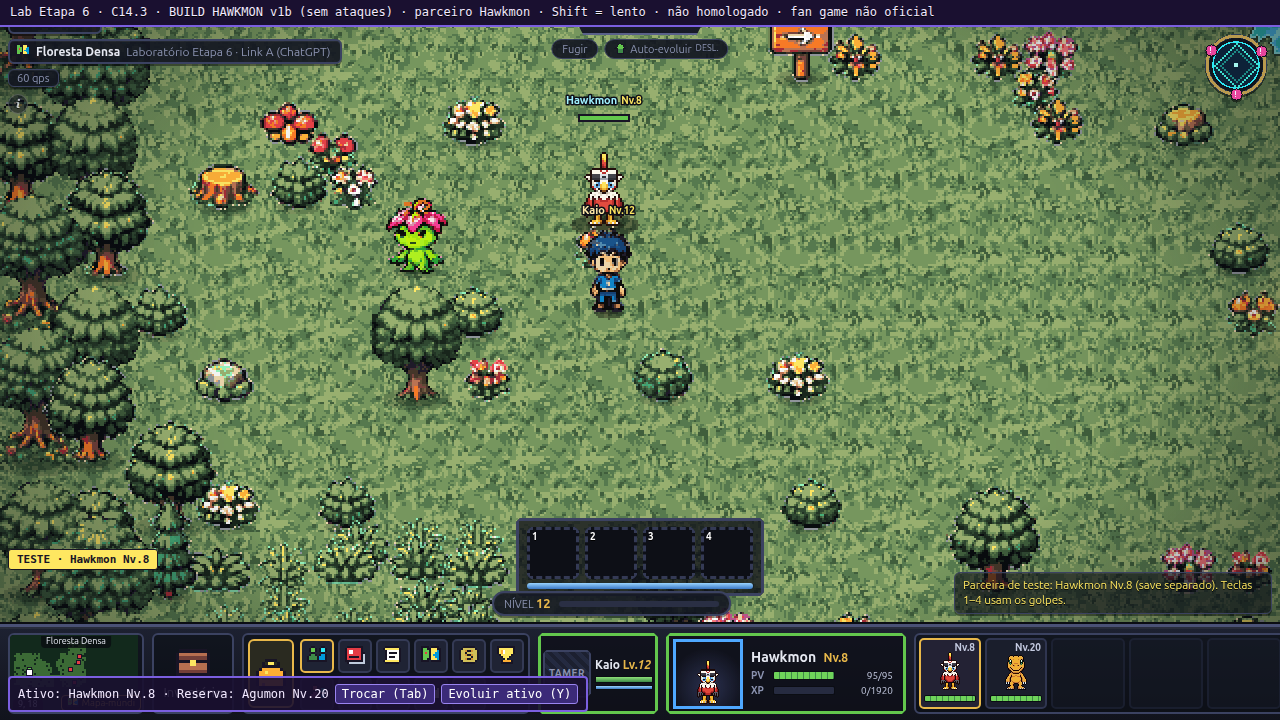 Lab Etapa 6 · C14.3 · BUILD HAWKMON v1b (sem ataques) · parceiro Hawkmon · Shift = lento · não homologado · fan game não oficial
Floresta Densa Laboratório Etapa 6 · Link A (ChatGPT)
Fugir
Auto-evoluir DESL.
60 qps
i
Hawkmon Nv.8
Kaio Nv.12
1 2 3 4
TESTE · Hawkmon Nv.8
Parceira de teste: Hawkmon Nv.8 (save separado). Teclas
1–4 usam os golpes.
NÍVEL 12
Floresta Densa
TAMER
Kaio Lv.12
Hawkmon Nv.8
PV 95/95
XP 0/1920
Nv.8
Nv.20
Ativo: Hawkmon Nv.8 · Reserva: Agumon Nv.20 Trocar (Tab) Evoluir ativo (Y)